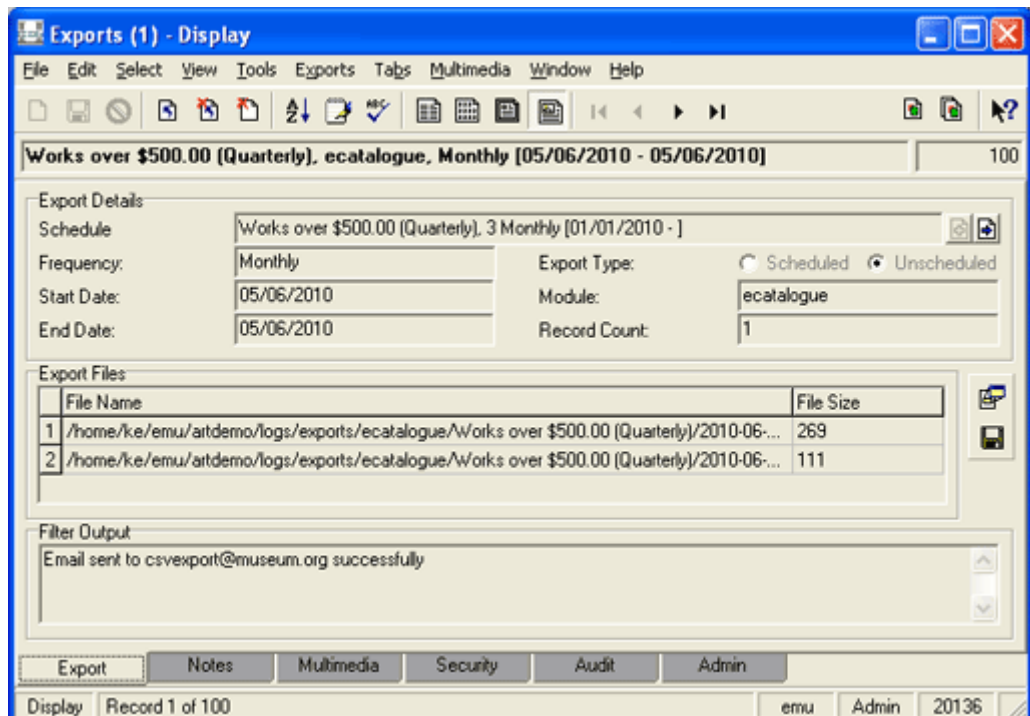 Exports (1) - Display
File Edit Select View Tools Exports Tabs Multimedia Window Help
Works over $500.00 (Quarterly), ecatalogue, Monthly [05/06/2010 - 05/06/2010] 100
Export Details
Schedule Works over $500.00 (Quarterly), 3 Monthly [01/01/2010 - ]
Frequency: Monthly Export Type: Scheduled Unscheduled
Start Date: 05/06/2010 Module: ecatalogue
End Date: 05/06/2010 Record Count: 1
Export Files
File Name File Size
1 /home/ke/emu/artdemo/logs/exports/ecatalogue/Works over $500.00 (Quarterly)/2010-06-... 269
2 /home/ke/emu/artdemo/logs/exports/ecatalogue/Works over $500.00 (Quarterly)/2010-06-... 111
Filter Output
Email sent to csvexport@museum.org successfully
Export Notes Multimedia Security Audit Admin
Display Record 1 of 100 emu Admin 20136